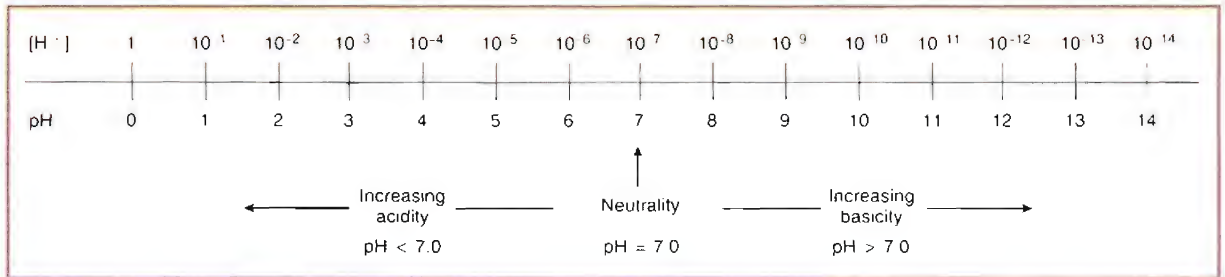 [H⁺] 1 10⁻¹ 10⁻² 10⁻³ 10⁻⁴ 10⁻⁵ 10⁻⁶ 10⁻⁷ 10⁻⁸ 10⁻⁹ 10⁻¹⁰ 10⁻¹¹ 10⁻¹² 10⁻¹³ 10⁻¹⁴
pH 0 1 2 3 4 5 6 7 8 9 10 11 12 13 14
Increasing acidity Neutrality Increasing basicity
pH < 7.0 pH = 7 0 pH > 7 0